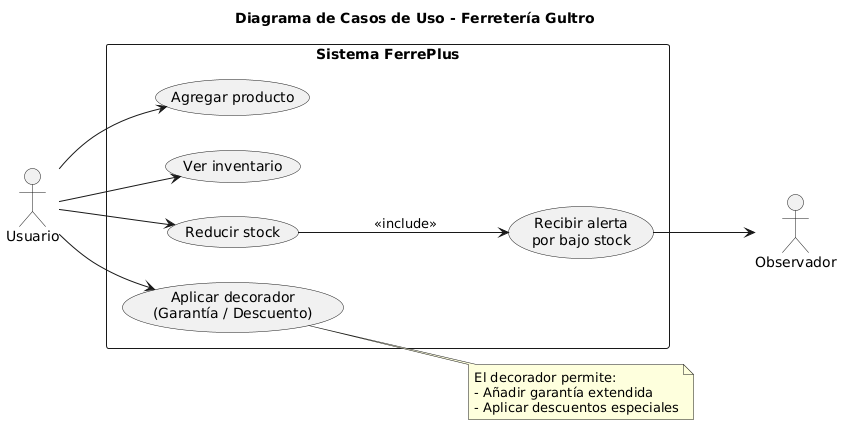 Diagrama de Casos de Uso - Ferretería Gultro
Sistema FerrePlus
Agregar producto
Ver inventario
Usuario
Reducir stock
«include»
Recibir alerta
por bajo stock
Observador
Aplicar decorador
(Garantía / Descuento)
El decorador permite:
- Añadir garantía extendida
- Aplicar descuentos especiales